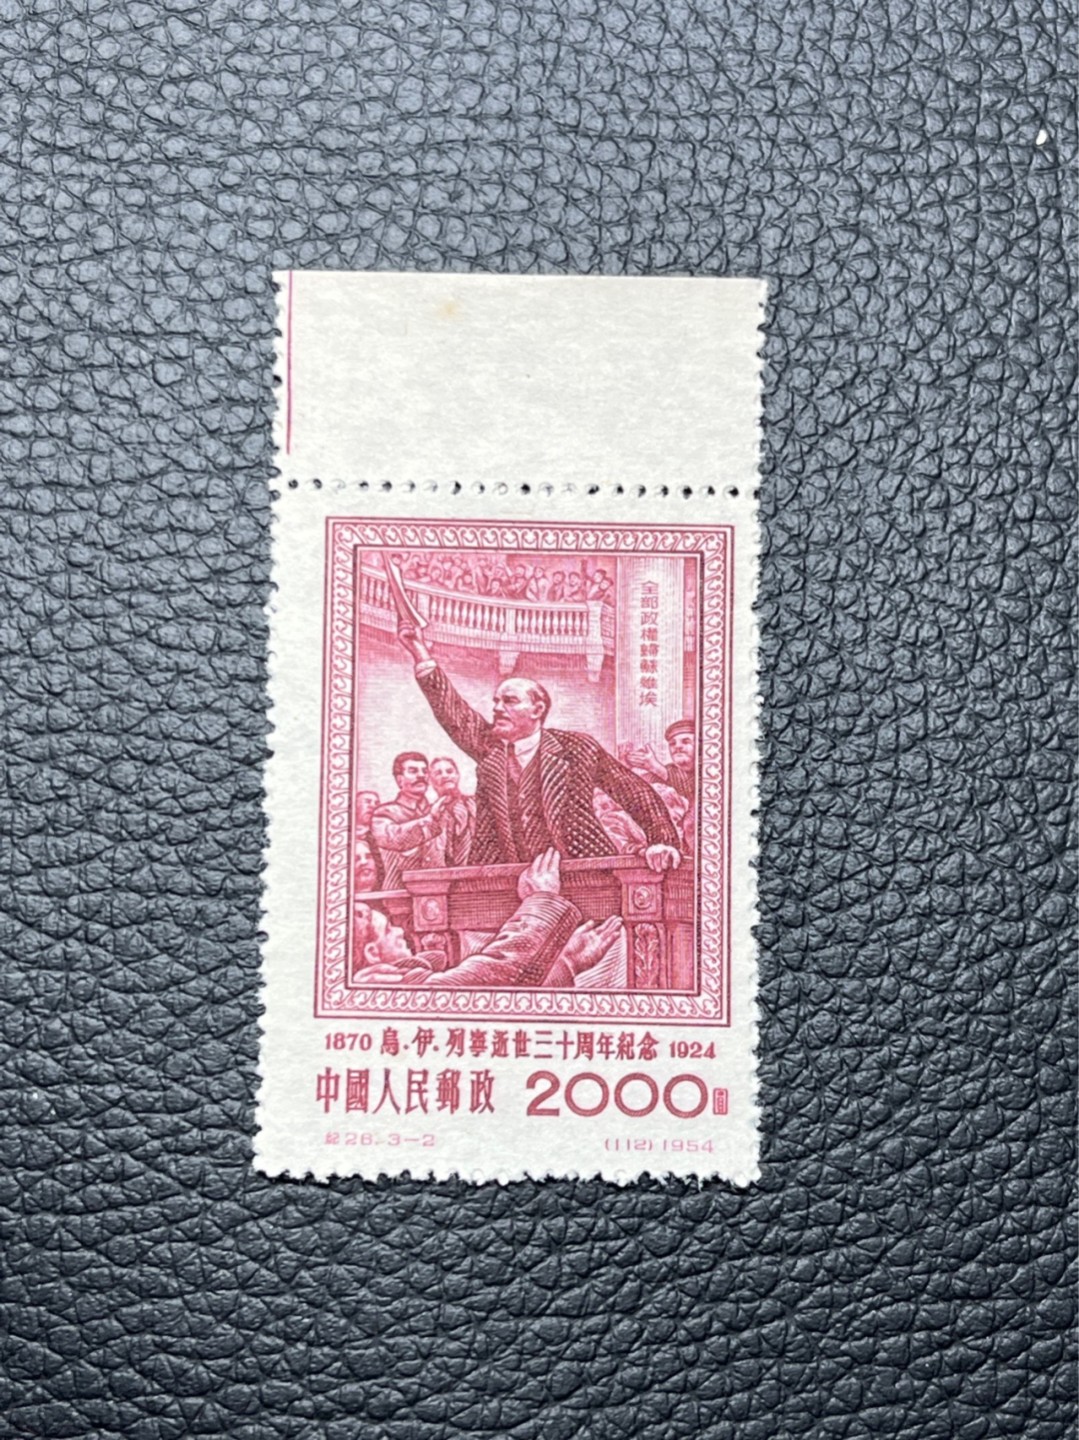 全部政權歸蘇維埃
1870 烏·伊·列寧逝世三十周年紀念 1924
中國人民郵政 2000圓
紀26.3-2 (112) 1954